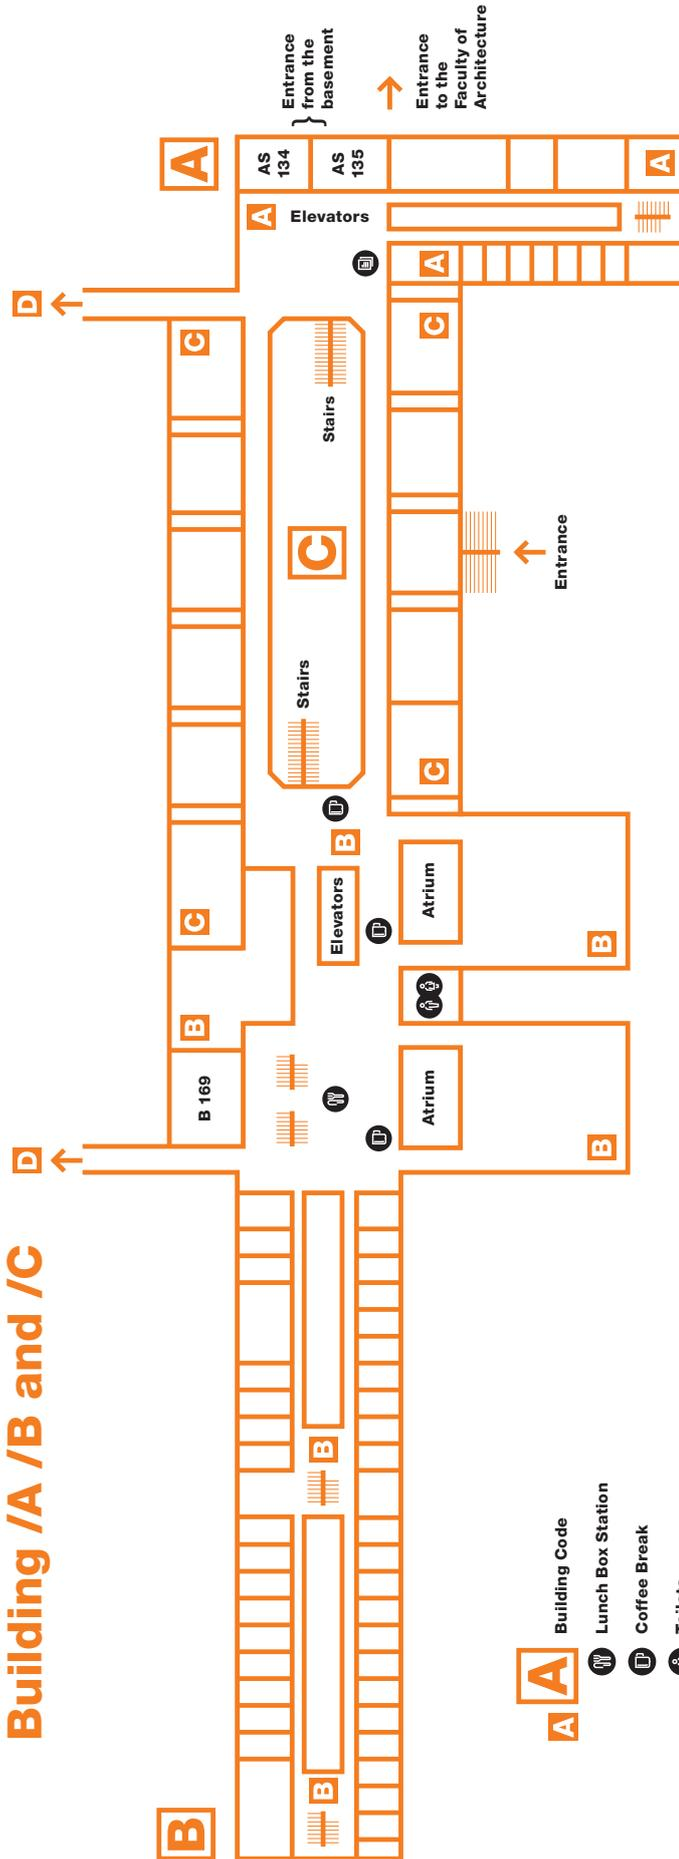 Building /A /B and /C
D
D
B
B 169
B
C
C
A
AS
134
Entrance
from the
basement
A
Elevators
AS
135
B
B
Stairs
C
Stairs
Elevators
B
Atrium
Atrium
C
C
A
Entrance
to the
Faculty of
Architecture
Entrance
B
B
A
A
A
Building Code
Lunch Box Station
Coffee Break